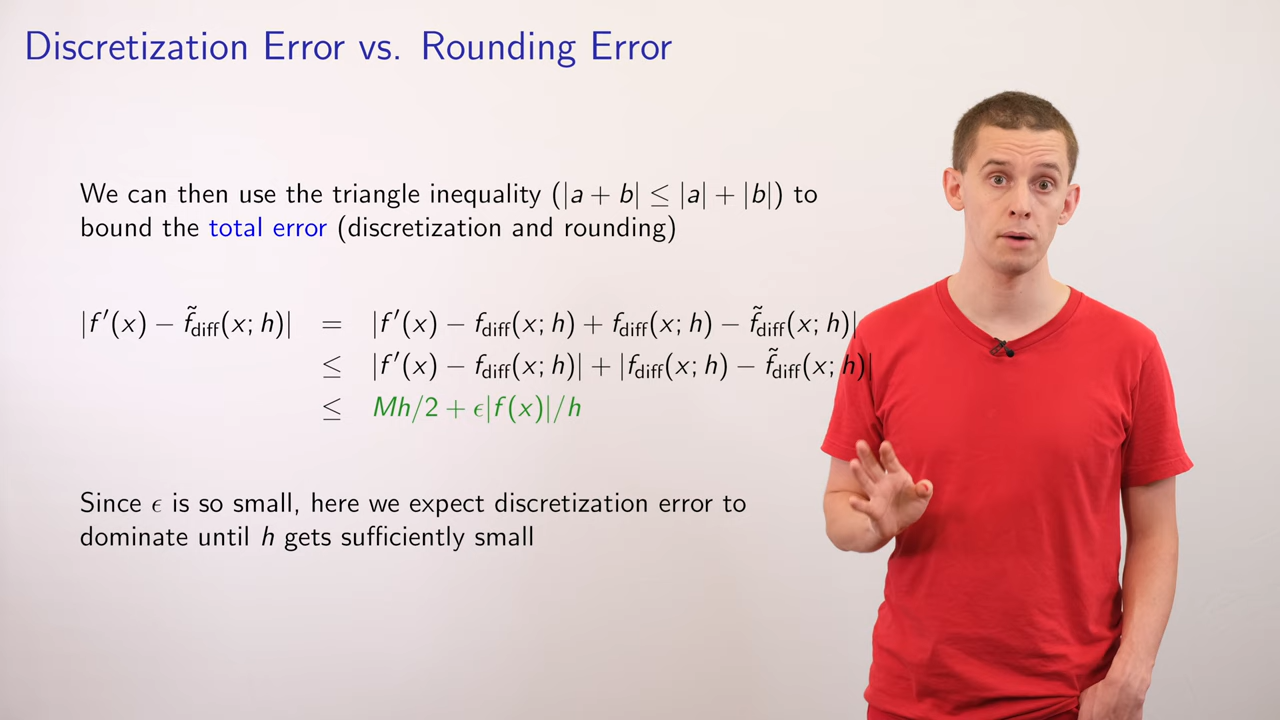 Discretization Error vs. Rounding Error
We can then use the triangle inequality (|a + b| ≤ |a| + |b|) to
bound the total error (discretization and rounding)
|f′(x) − f̃diff(x; h)| = |f′(x) − fdiff(x; h) + fdiff(x; h) − f̃diff(x; h)|
≤ |f′(x) − fdiff(x; h)| + |fdiff(x; h) − f̃diff(x; h)|
≤ Mh/2 + ϵ|f(x)|/h
Since ϵ is so small, here we expect discretization error to
dominate until h gets sufficiently small